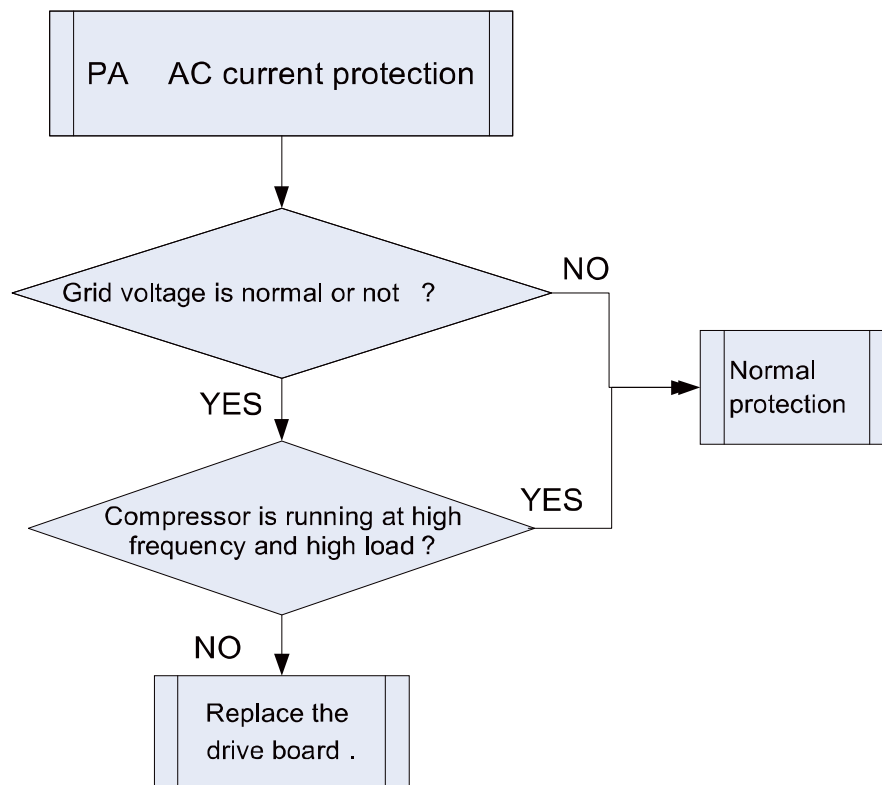 PA AC current protection
Grid voltage is normal or not ?
NO
YES
Normal
protection
Compressor is running at high
frequency and high load ?
YES
NO
Replace the
drive board .